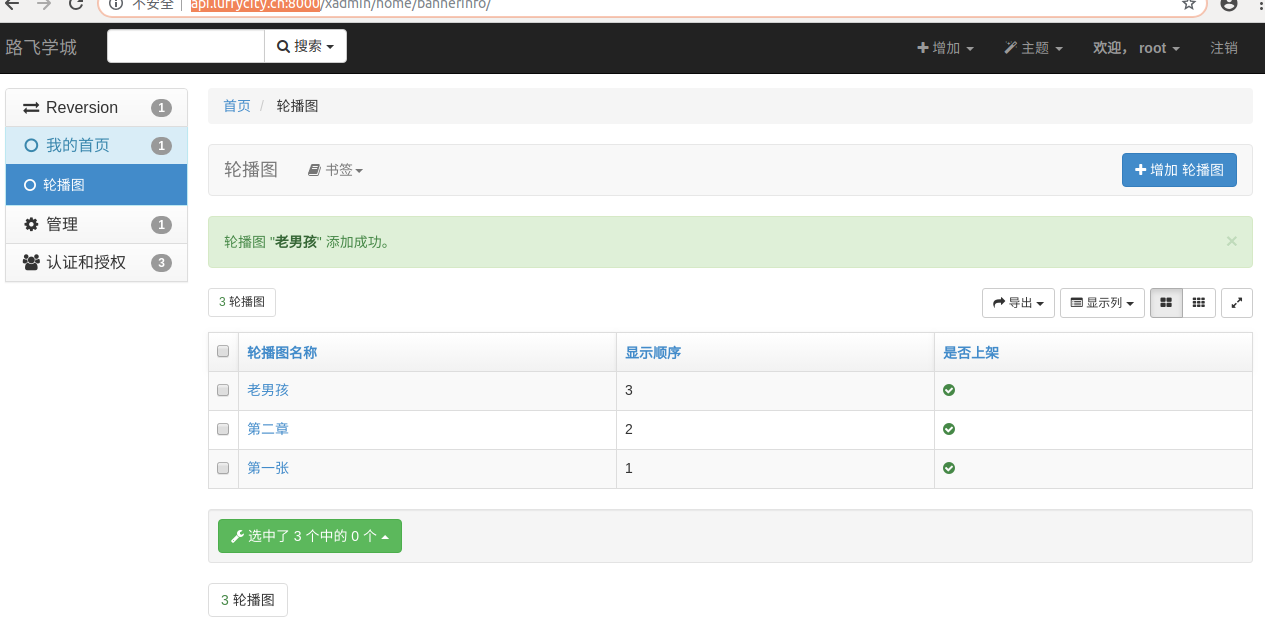 不安全 | api.lurrycity.cn:8000/xadmin/home/bannerinfo/
路飞学城 搜索 增加 主题 欢迎， root 注销
Reversion 1
我的首页 1
轮播图
管理 1
认证和授权 3
首页 / 轮播图
轮播图 书签 增加 轮播图
轮播图 "老男孩" 添加成功。 ×
3 轮播图 导出 显示列
轮播图名称 显示顺序 是否上架
老男孩 3
第二章 2
第一张 1
选中了 3 个中的 0 个
3 轮播图